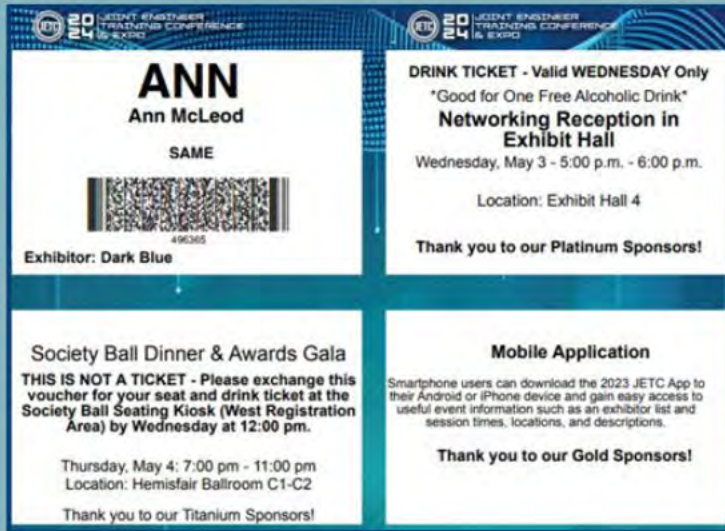 JETC 2024 JOINT ENGINEER
TRAINING CONFERENCE
& EXPO
ANN
Ann McLeod
SAME
496365
Exhibitor: Dark Blue
JETC 2024 JOINT ENGINEER
TRAINING CONFERENCE
& EXPO
DRINK TICKET - Valid WEDNESDAY Only
*Good for One Free Alcoholic Drink*
Networking Reception in
Exhibit Hall
Wednesday, May 3 - 5:00 p.m. - 6:00 p.m.
Location: Exhibit Hall 4
Thank you to our Platinum Sponsors!
Society Ball Dinner & Awards Gala
THIS IS NOT A TICKET - Please exchange this
voucher for your seat and drink ticket at the
Society Ball Seating Kiosk (West Registration
Area) by Wednesday at 12:00 pm.
Thursday, May 4: 7:00 pm - 11:00 pm
Location: Hemisfair Ballroom C1-C2
Thank you to our Titanium Sponsors!
Mobile Application
Smartphone users can download the 2023 JETC App to
their Android or iPhone device and gain easy access to
useful event information such as an exhibitor list and
session times, locations, and descriptions.
Thank you to our Gold Sponsors!